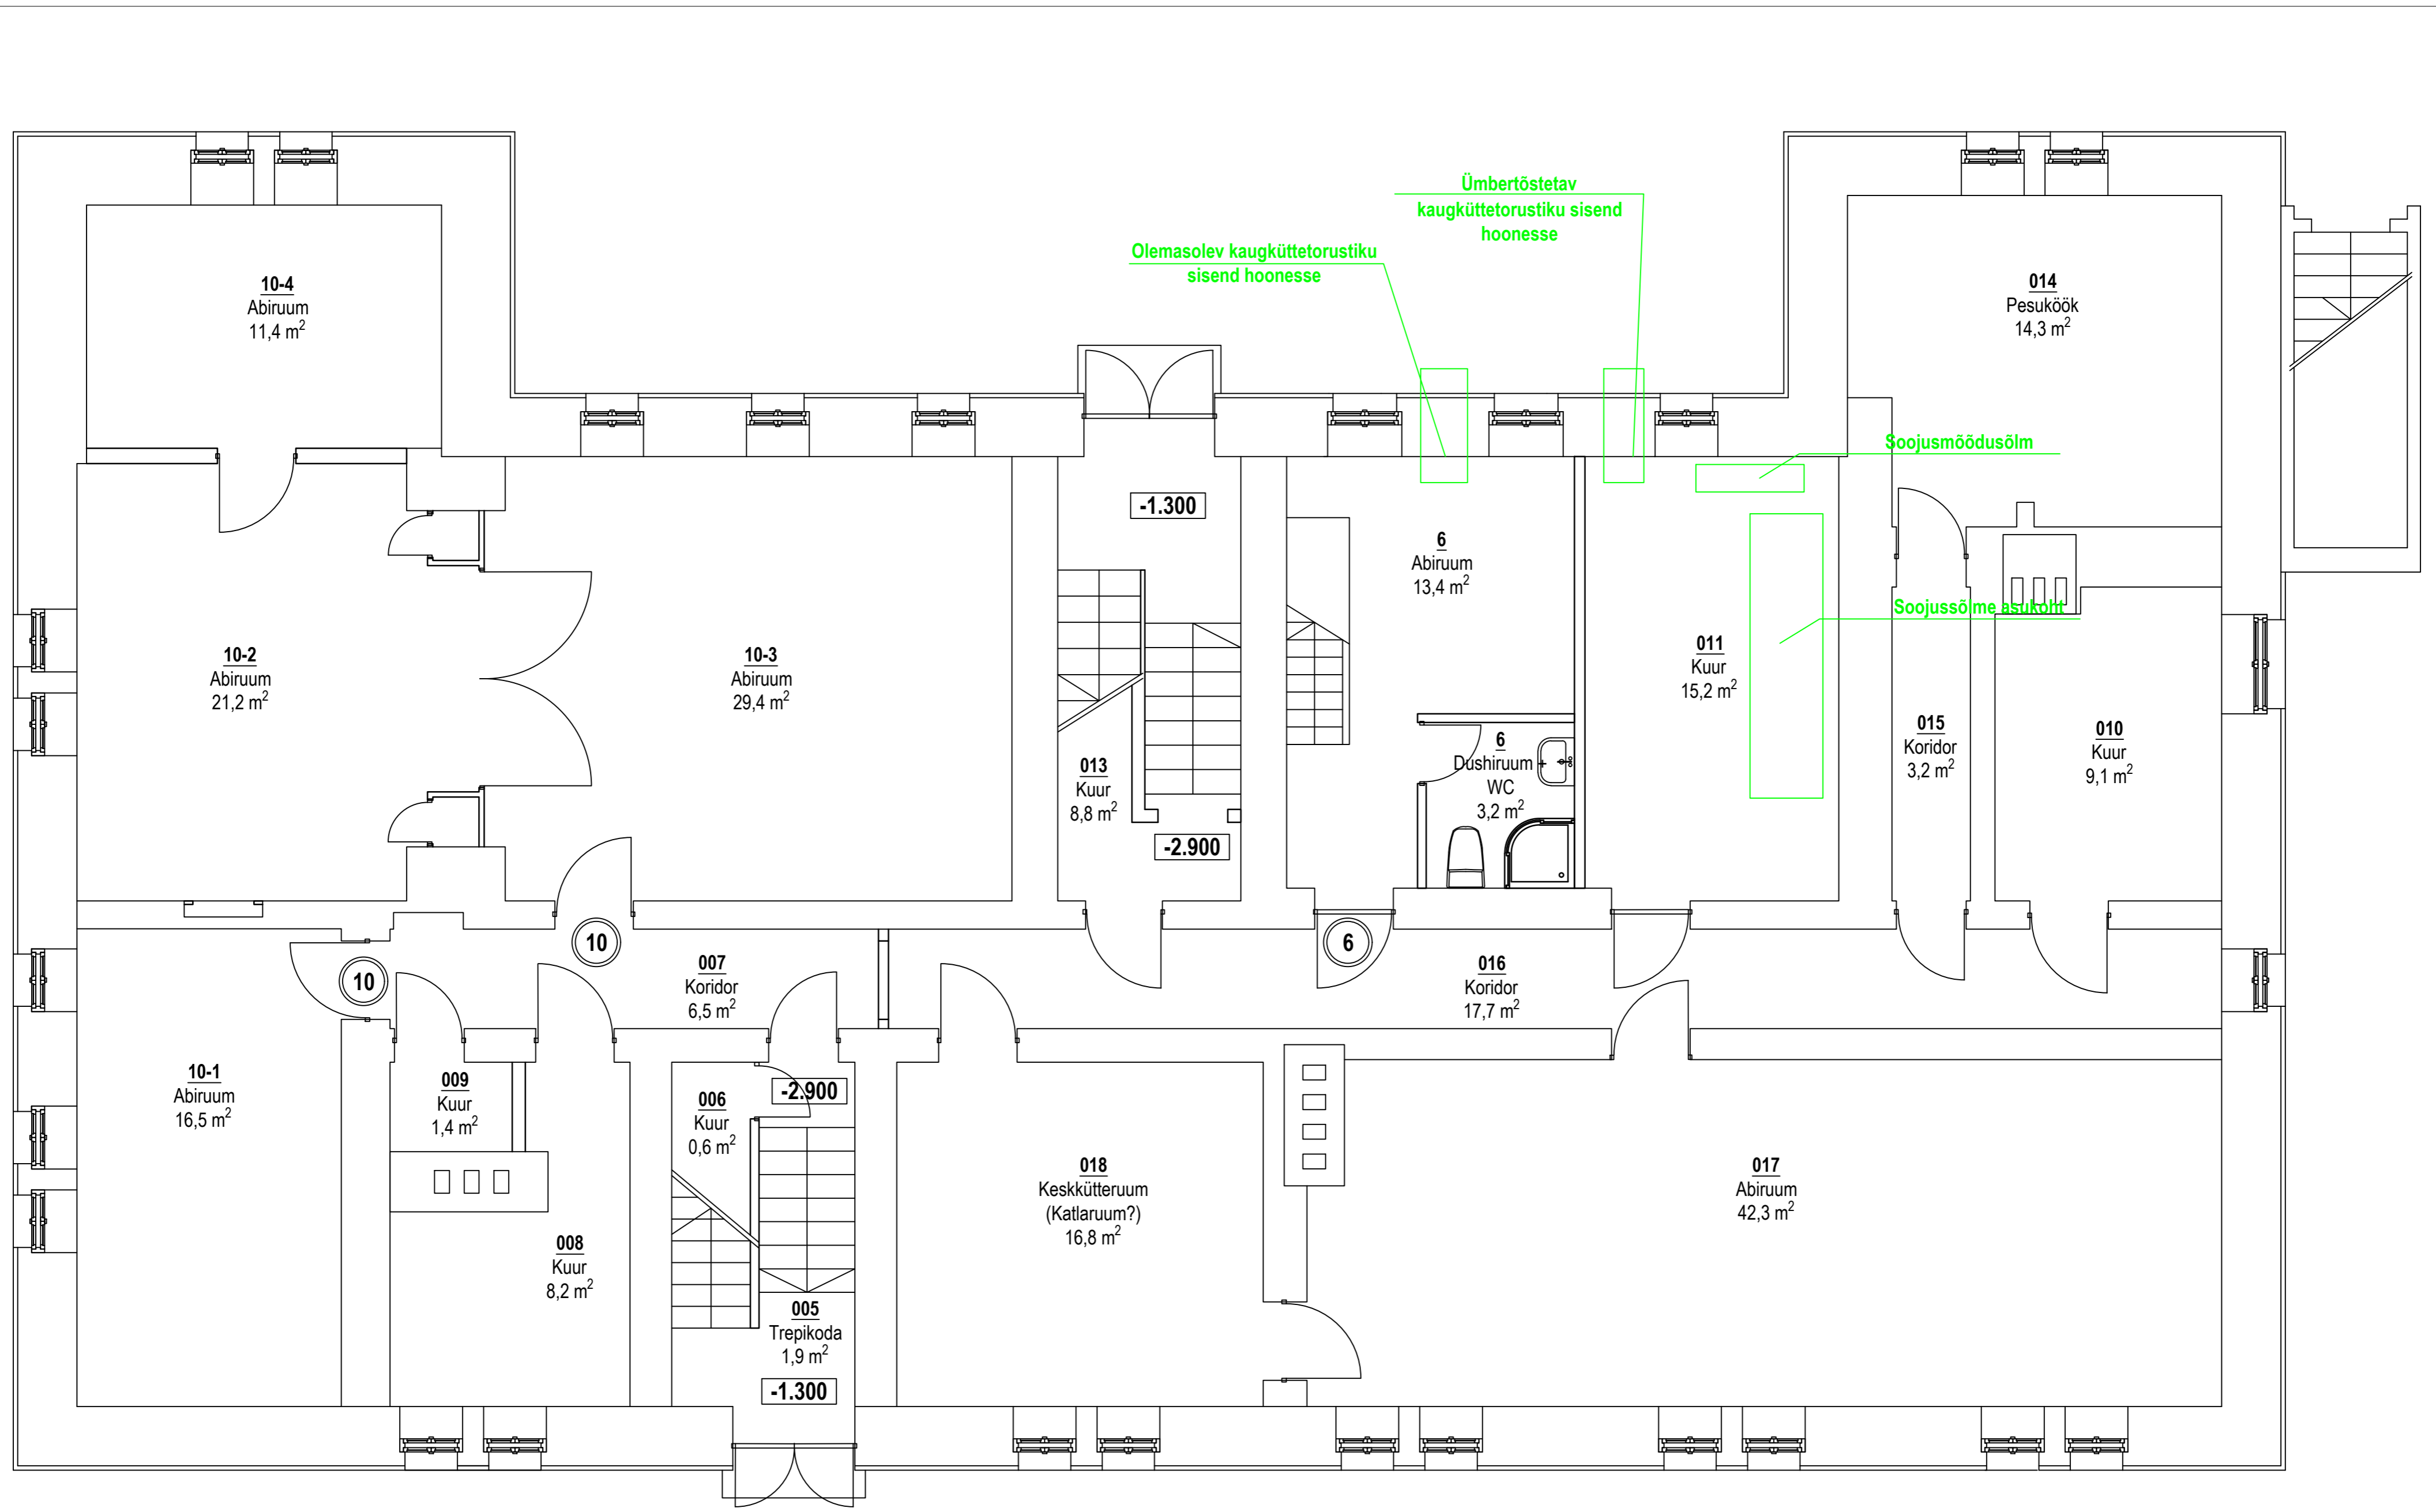 Ümbertõstetav
kaugküttetorustiku sisend
hoonesse
Olemasolev kaugküttetorustiku
sisend hoonesse
10-4
Abiruum
11,4 m²
014
Pesuköök
14,3 m²
Soojusmõõdusõlm
-1.300
6
Abiruum
13,4 m²
Soojussõlme asukoht
10-2
Abiruum
21,2 m²
10-3
Abiruum
29,4 m²
011
Kuur
15,2 m²
013
Kuur
8,8 m²
6
Dushiruum
WC
3,2 m²
015
Koridor
3,2 m²
010
Kuur
9,1 m²
-2.900
10
10
6
007
Koridor
6,5 m²
016
Koridor
17,7 m²
10-1
Abiruum
16,5 m²
009
Kuur
1,4 m²
006
Kuur
0,6 m²
-2.900
018
Keskkütteruum
(Katlaruum?)
16,8 m²
017
Abiruum
42,3 m²
008
Kuur
8,2 m²
005
Trepikoda
1,9 m²
-1.300